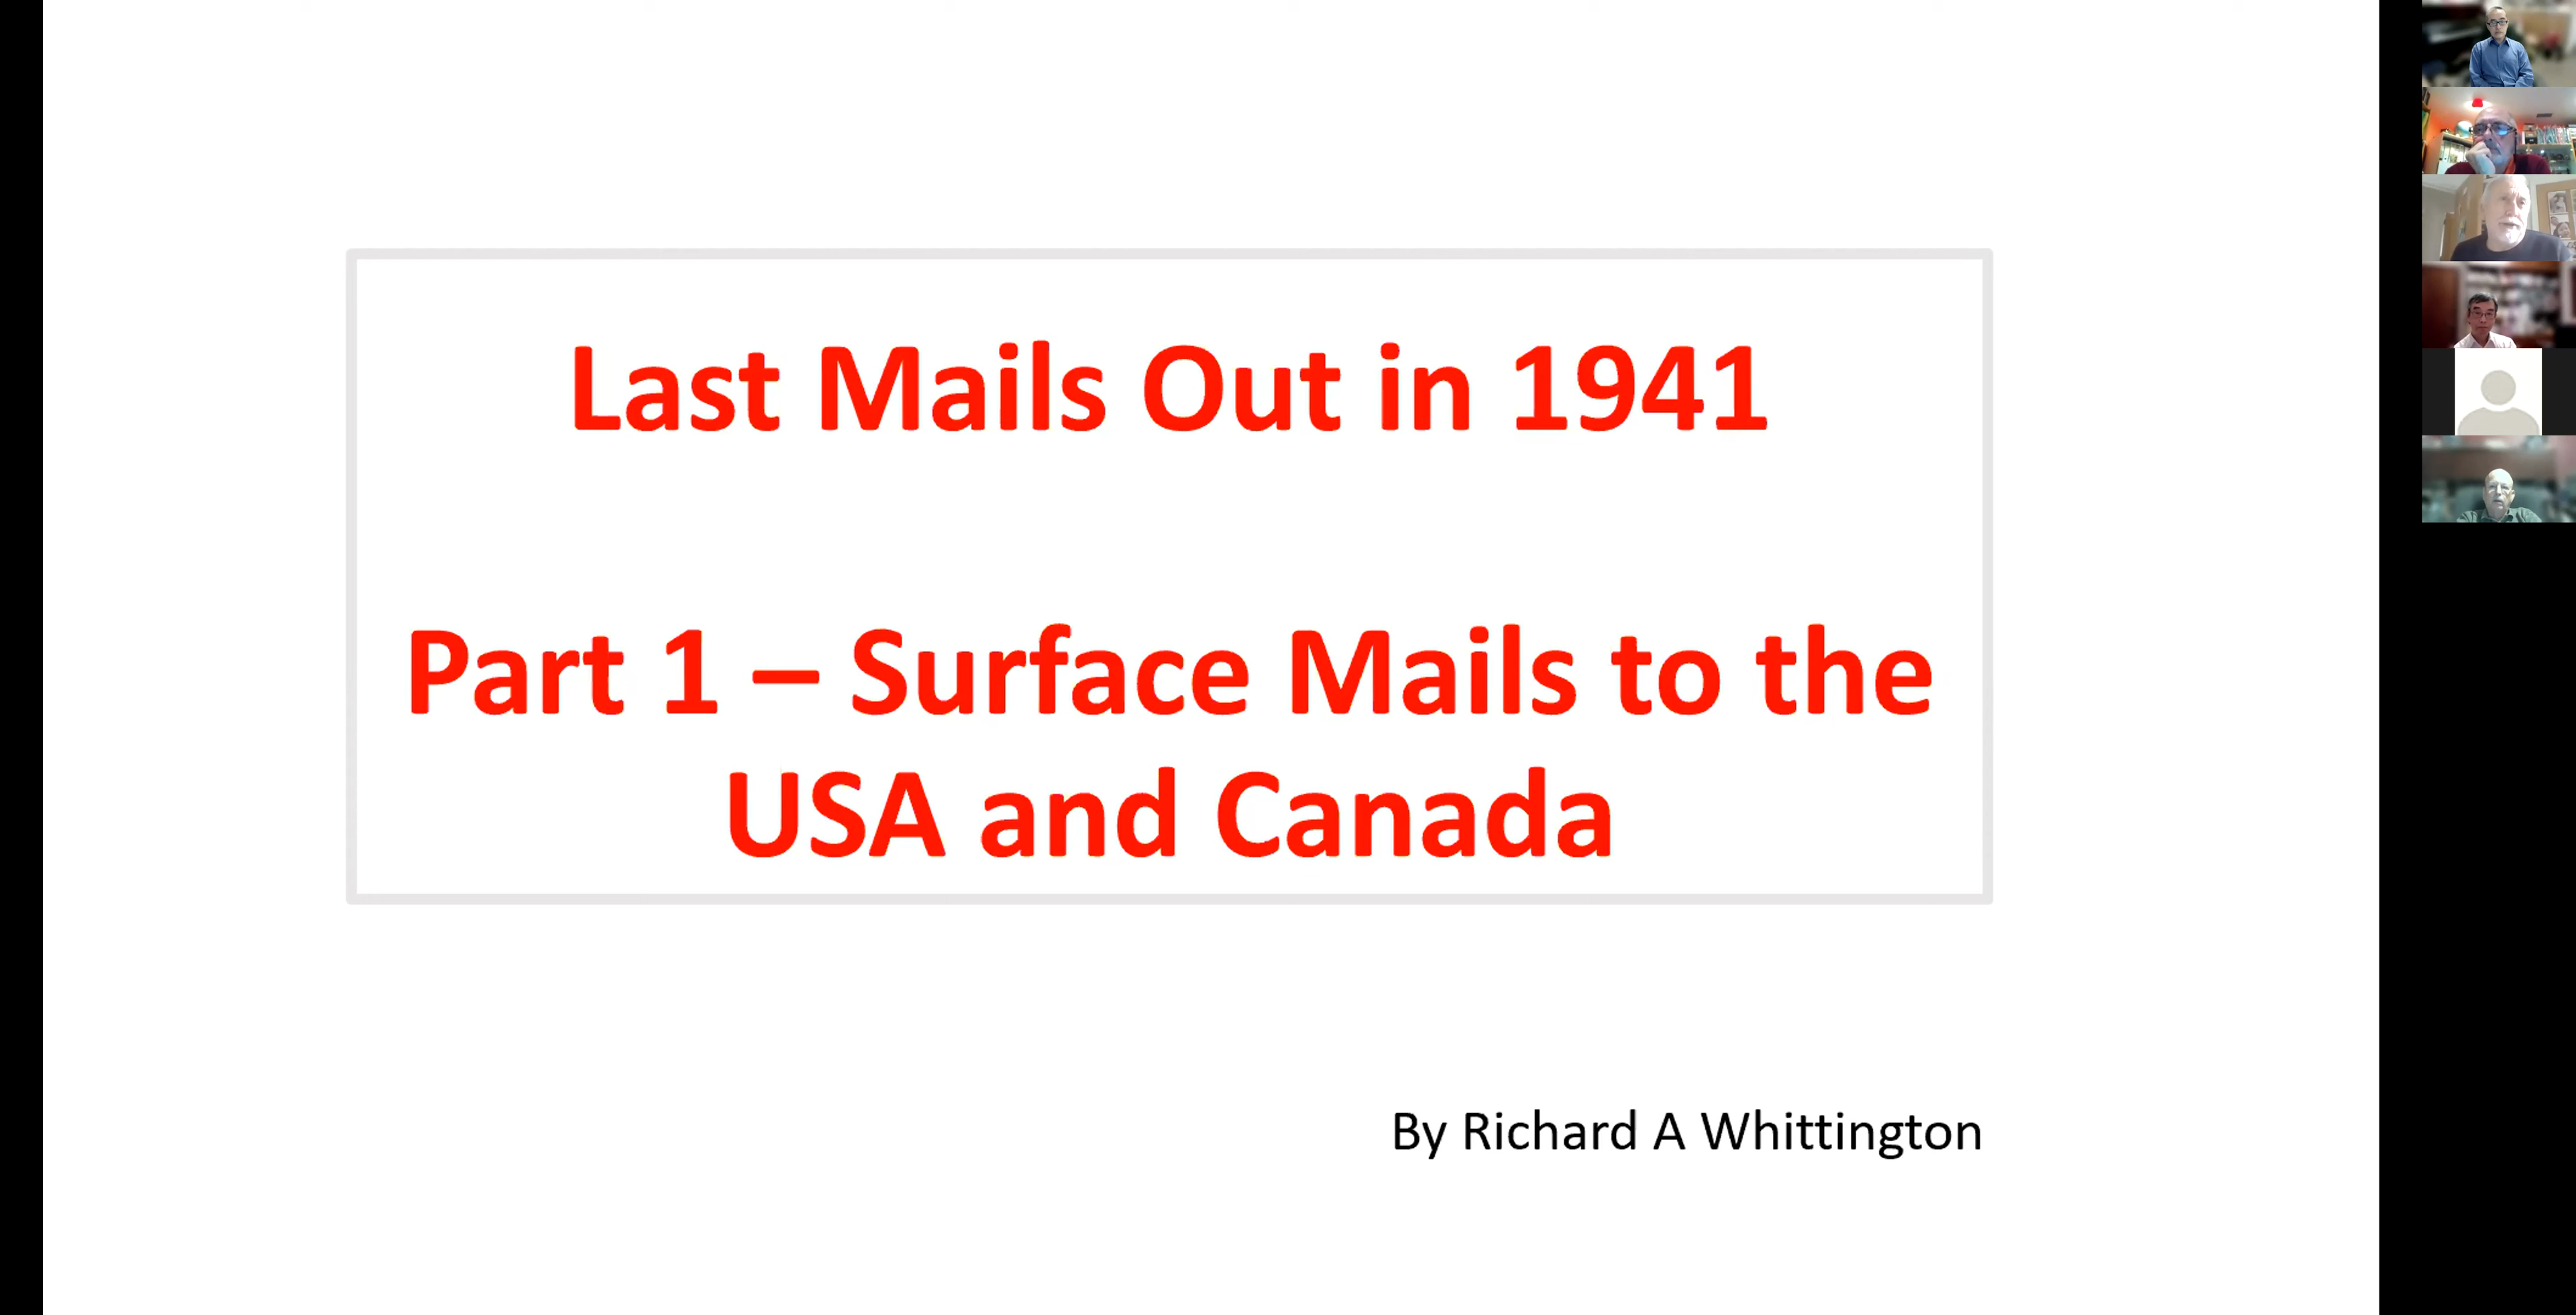 Last Mails Out in 1941
Part 1 – Surface Mails to the
USA and Canada
By Richard A Whittington